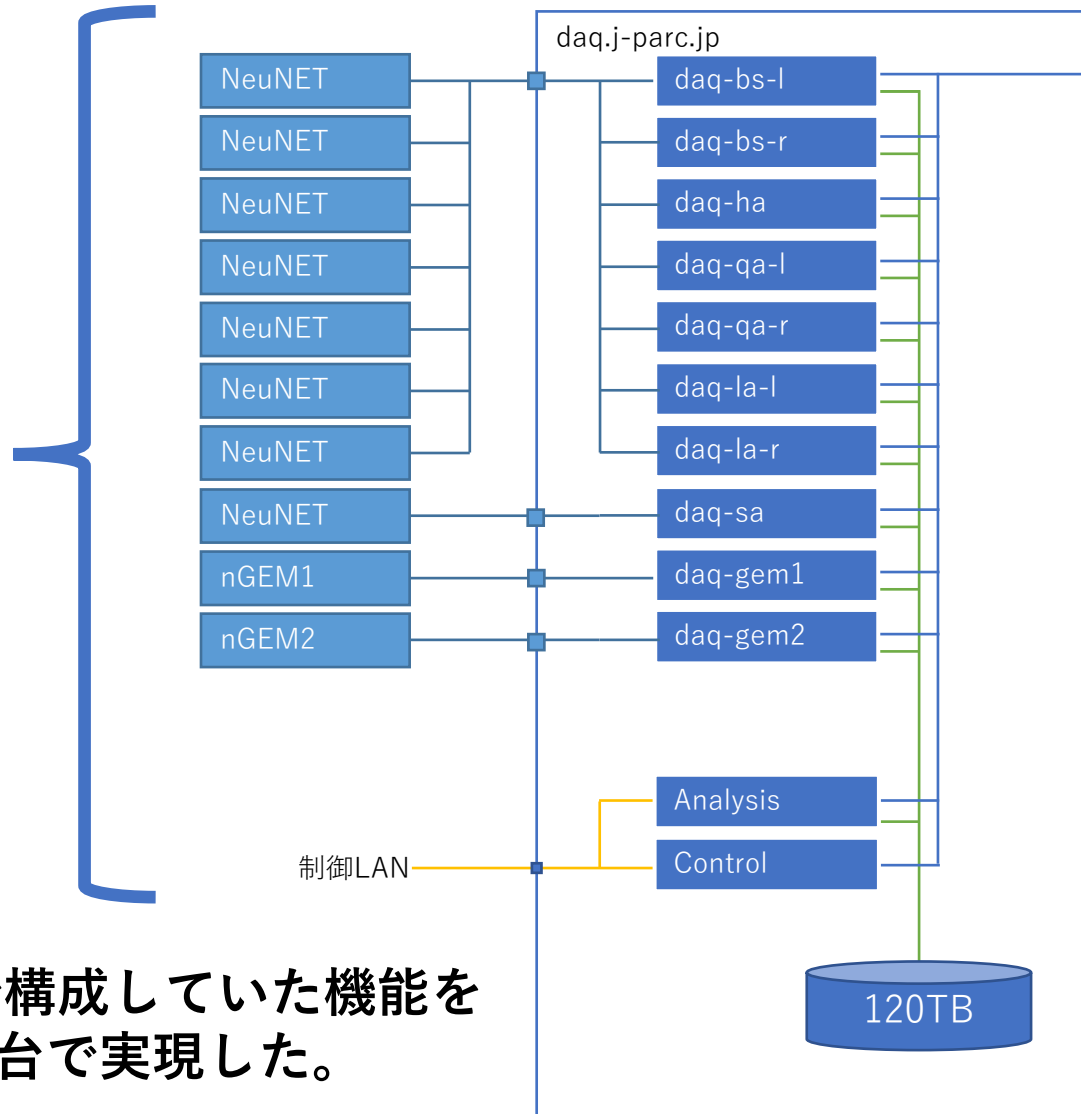 daq.j-parc.jp
NeuNET
daq-bs-l
NeuNET
daq-bs-r
NeuNET
daq-ha
NeuNET
daq-qa-l
NeuNET
daq-qa-r
NeuNET
daq-la-l
NeuNET
daq-la-r
NeuNET
daq-sa
nGEM1
daq-gem1
nGEM2
daq-gem2
Analysis
制御LAN
Control
120TB
構成していた機能を
台で実現した。